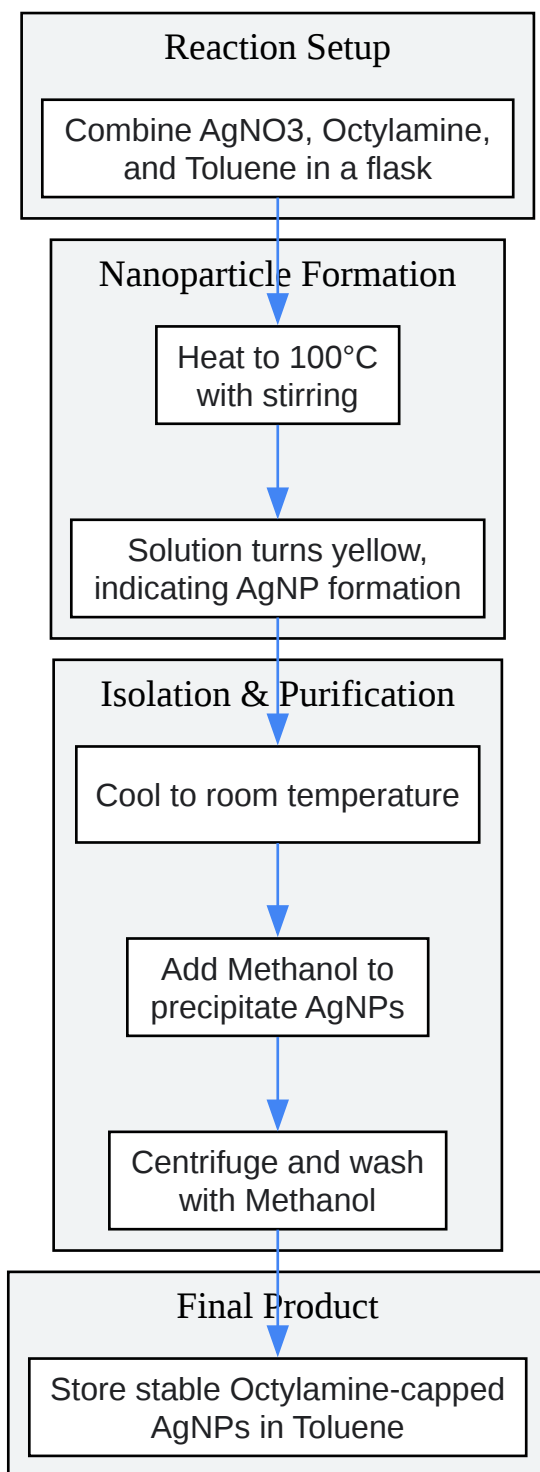 Reaction Setup
Combine AgNO3, Octylamine,
and Toluene in a flask
Nanoparticle Formation
Heat to 100°C
with stirring
Solution turns yellow,
indicating AgNP formation
Isolation & Purification
Cool to room temperature
Add Methanol to
precipitate AgNPs
Centrifuge and wash
with Methanol
Final Product
Store stable Octylamine-capped
AgNPs in Toluene